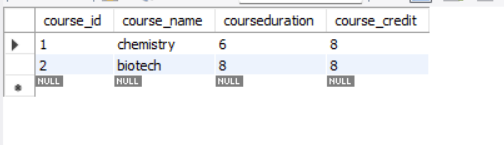 course_id course_name courseduration course_credit
1 chemistry 6 8
2 biotech 8 8
NULL NULL NULL NULL